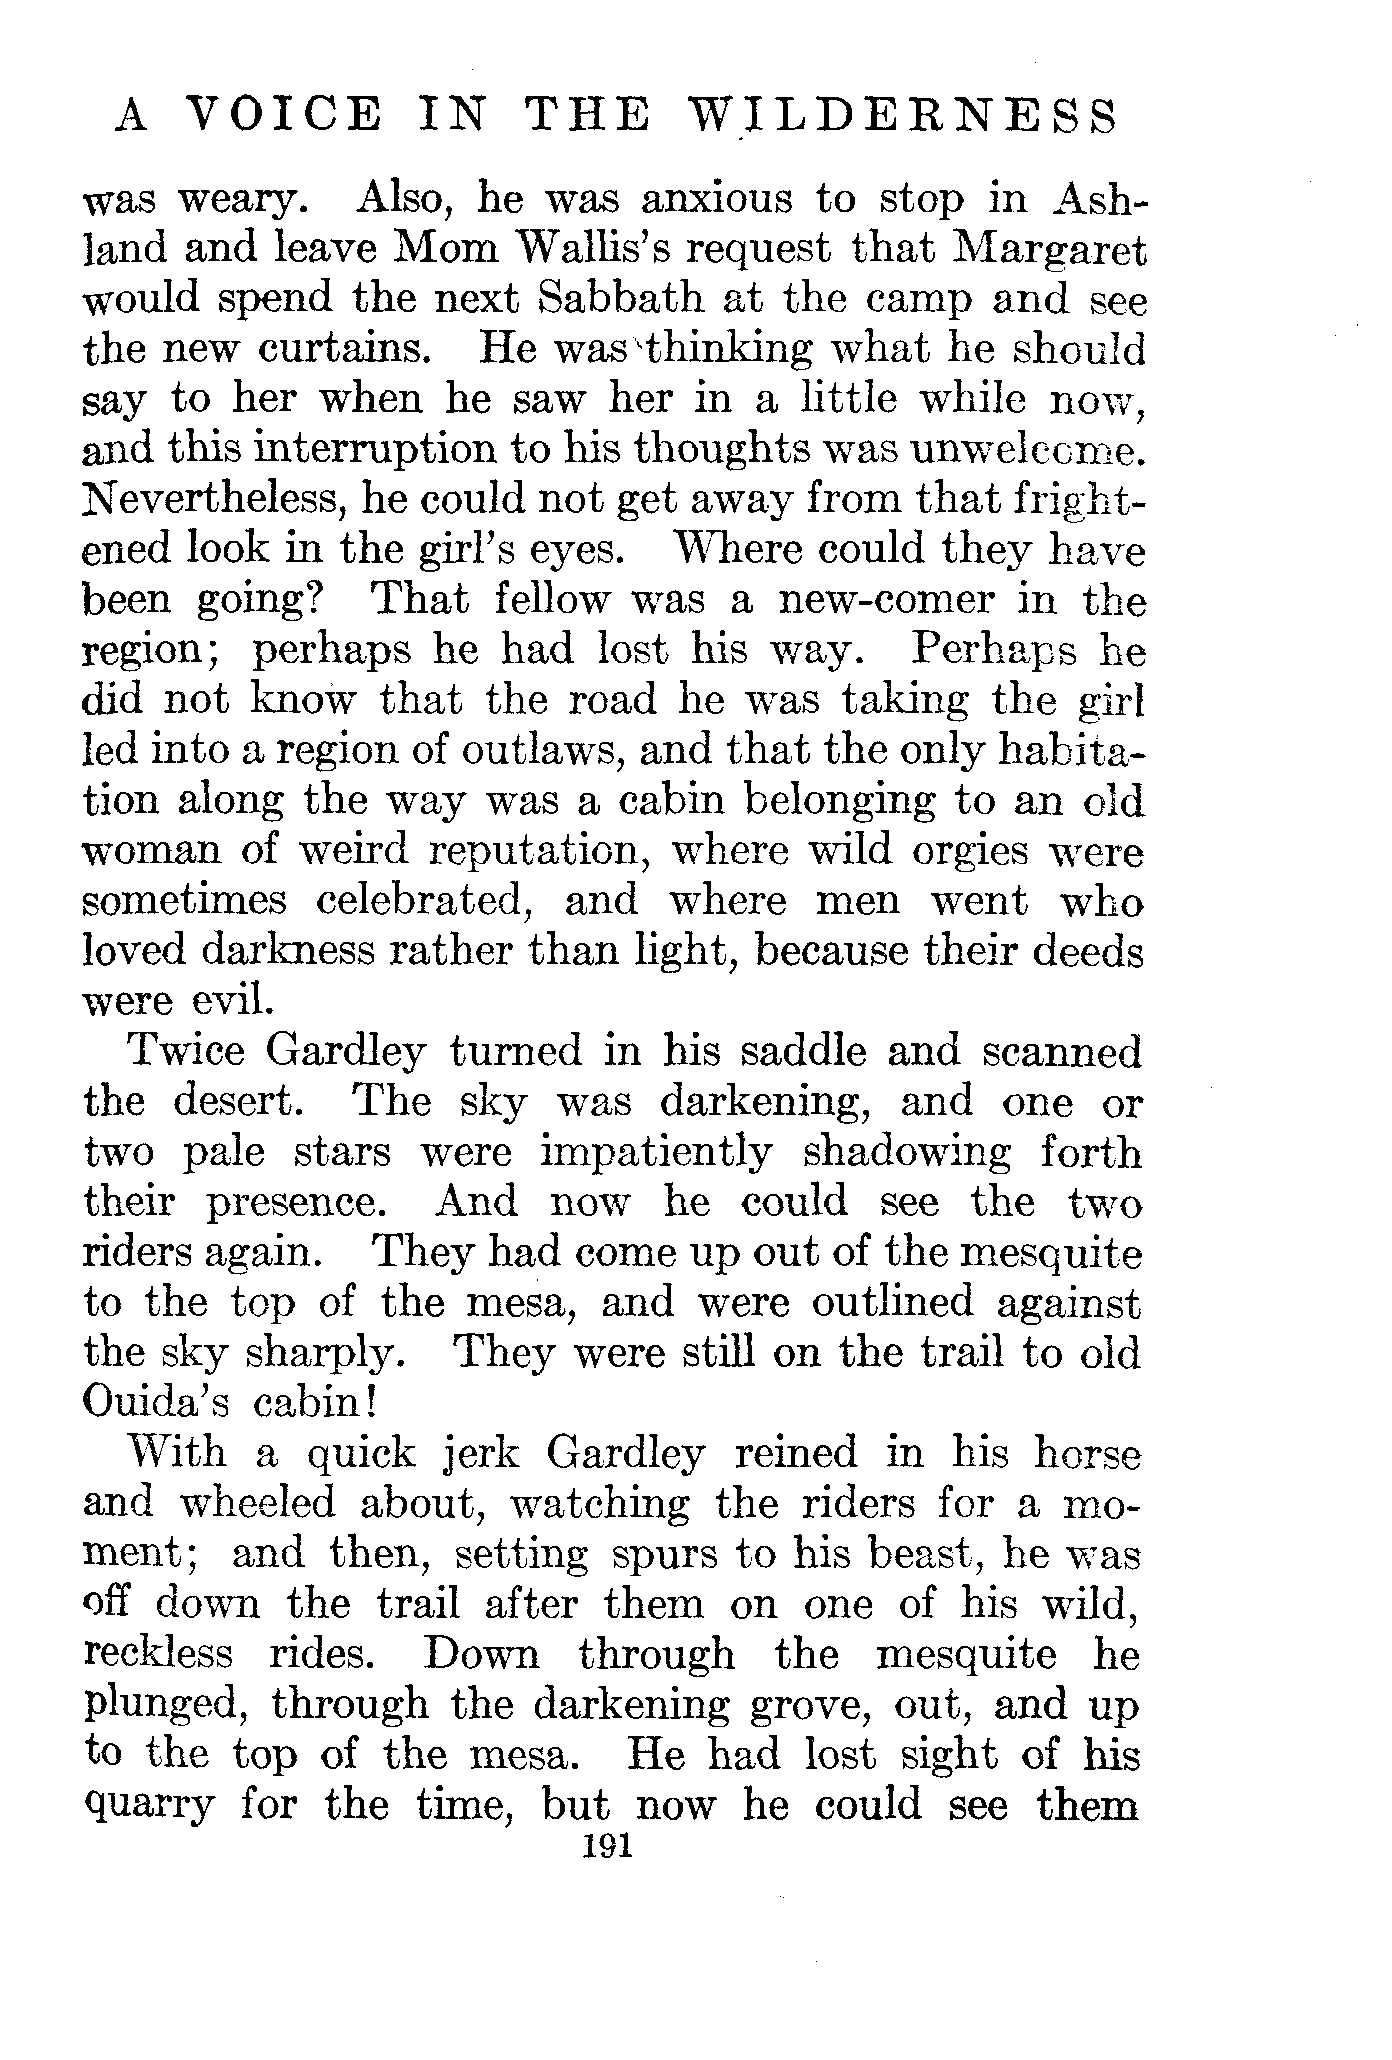 A VOICE IN THE WILDERNESS
was weary. Also, he was anxious to stop in Ash-
land and leave Mom Wallis's request that Margaret
would spend the next Sabbath at the camp and see
the new curtains. He was thinking what he should
say to her when he saw her in a little while now,
and this interruption to his thoughts was unwelcome.
Nevertheless, he could not get away from that fright-
ened look in the girl's eyes. Where could they have
been going? That fellow was a new-comer in the
region; perhaps he had lost his way. Perhaps he
did not know that the road he was taking the girl
led into a region of outlaws, and that the only habita-
tion along the way was a cabin belonging to an old
woman of weird reputation, where wild orgies were
sometimes celebrated, and where men went who
loved darkness rather than light, because their deeds
were evil.
Twice Gardley turned in his saddle and scanned
the desert. The sky was darkening, and one or
two pale stars were impatiently shadowing forth
their presence. And now he could see the two
riders again. They had come up out of the mesquite
to the top of the mesa, and were outlined against
the sky sharply. They were still on the trail to old
Ouida's cabin!
With a quick jerk Gardley reined in his horse
and wheeled about, watching the riders for a mo-
ment; and then, setting spurs to his beast, he was
off down the trail after them on one of his wild,
reckless rides. Down through the mesquite he
plunged, through the darkening grove, out, and up
to the top of the mesa. He had lost sight of his
quarry for the time, but now he could see them
191